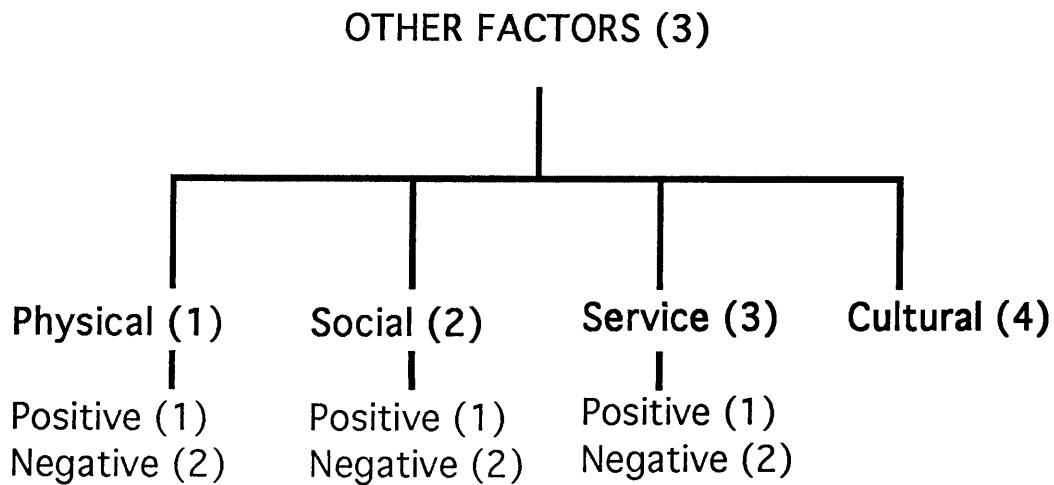 OTHER FACTORS (3)
Physical (1)
Social (2)
Service (3)
Cultural (4)
Positive (1)
Negative (2)
Positive (1)
Negative (2)
Positive (1)
Negative (2)